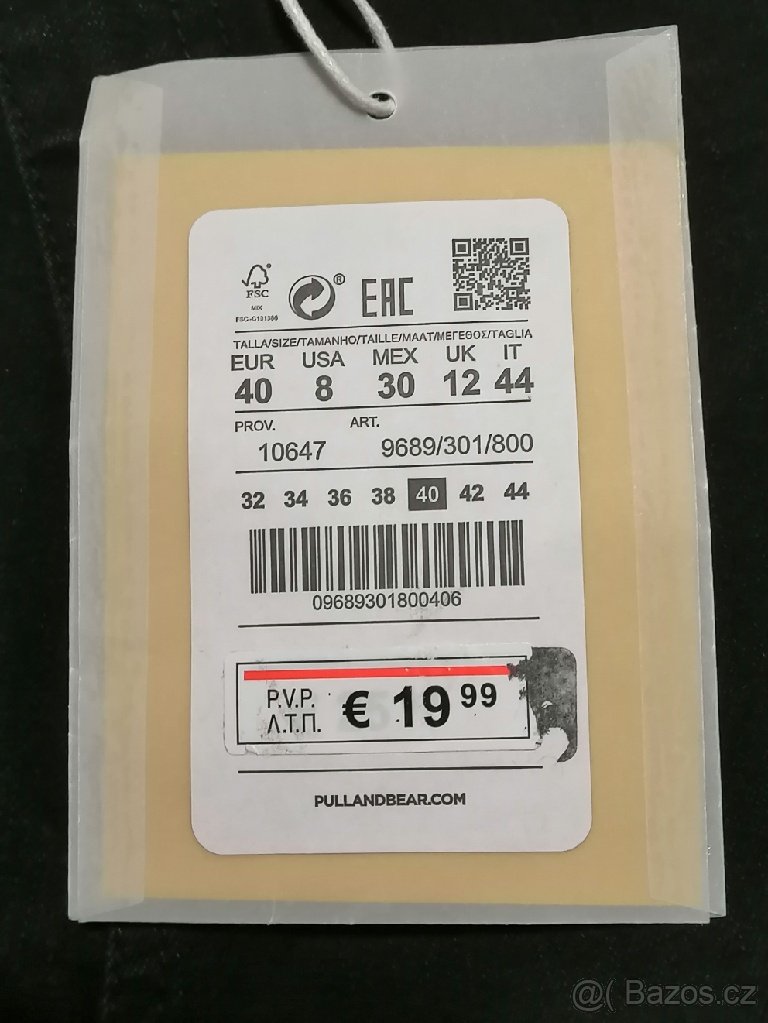 FSC
MIX
®
EAC
TALLA/SIZE/TAMANHO/TAILLE/MAAT/ΜΕΓΕΘΟΣ/TAGLIA
EUR USA MEX UK IT
40 8 30 12 44
PROV. ART.
10647 9689/301/800
32 34 36 38 40 42 44
09689301800406
P.V.P. € 19 99
Λ.Τ.Π.
PULLANDBEAR.COM
@( Bazos.cz